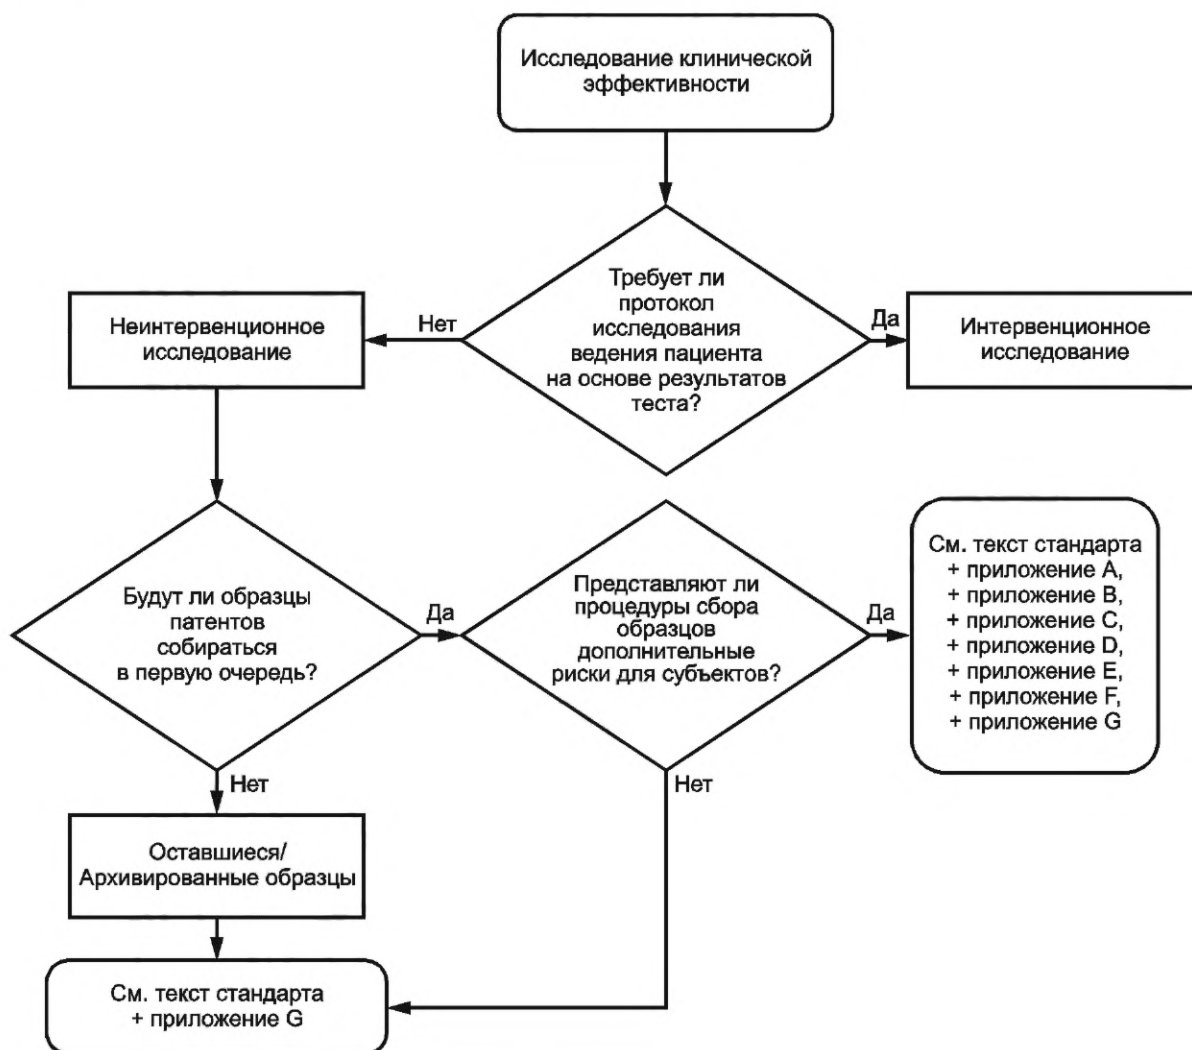 Исследование клинической
эффективности
Требует ли
протокол
исследования
ведения пациента
на основе результатов
теста?
Нет
Да
Неинтервенционное
исследование
Интервенционное
исследование
Будут ли образцы
патентов
собираться
в первую очередь?
Да
Представляют ли
процедуры сбора
образцов
дополнительные
риски для субъектов?
Да
См. текст стандарта
+ приложение A,
+ приложение B,
+ приложение C,
+ приложение D,
+ приложение E,
+ приложение F,
+ приложение G
Нет
Нет
Оставшиеся/
Архивированные образцы
См. текст стандарта
+ приложение G